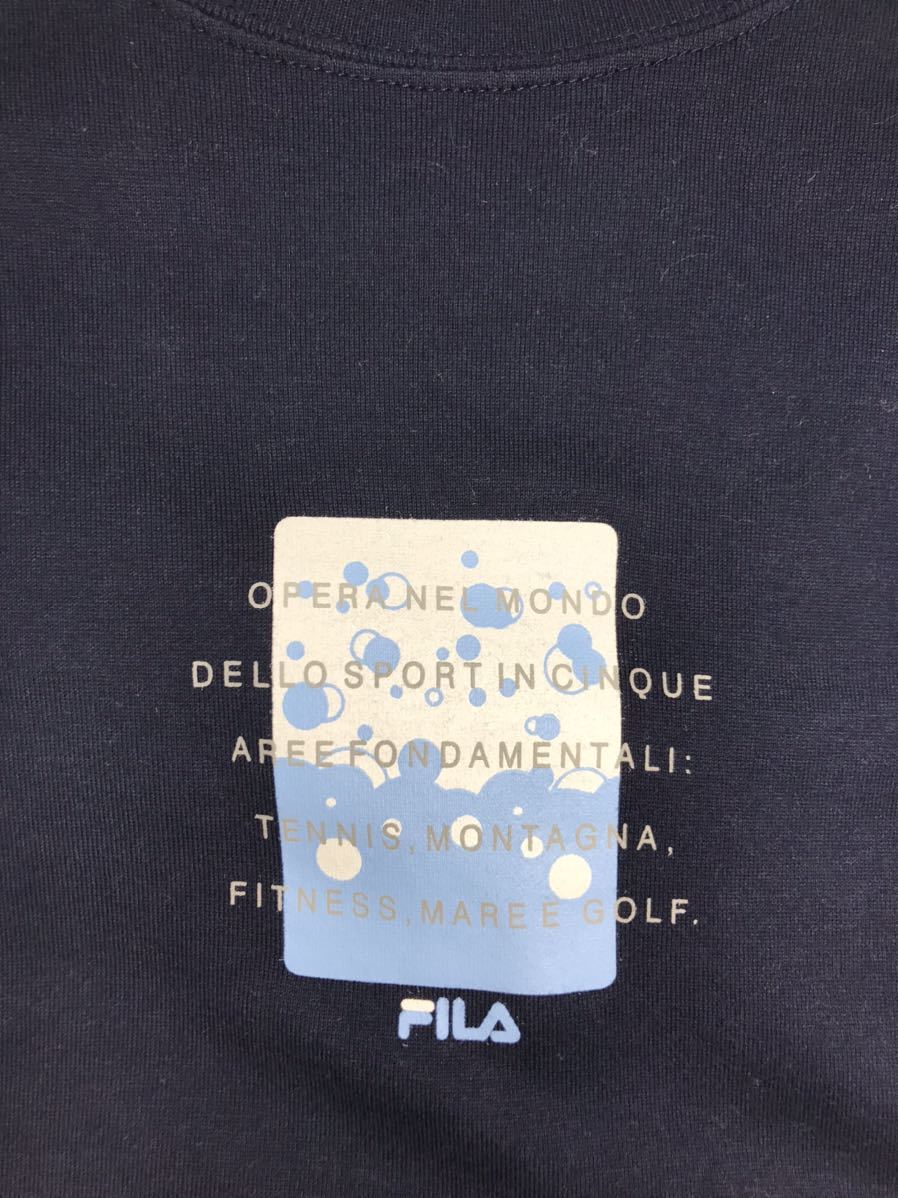 OPERA NEL MONDO
DELLO SPORT IN CINQUE
AREE FONDAMENTALI:
TENNIS, MONTAGNA,
FITNESS, MARE E GOLF.
FILA